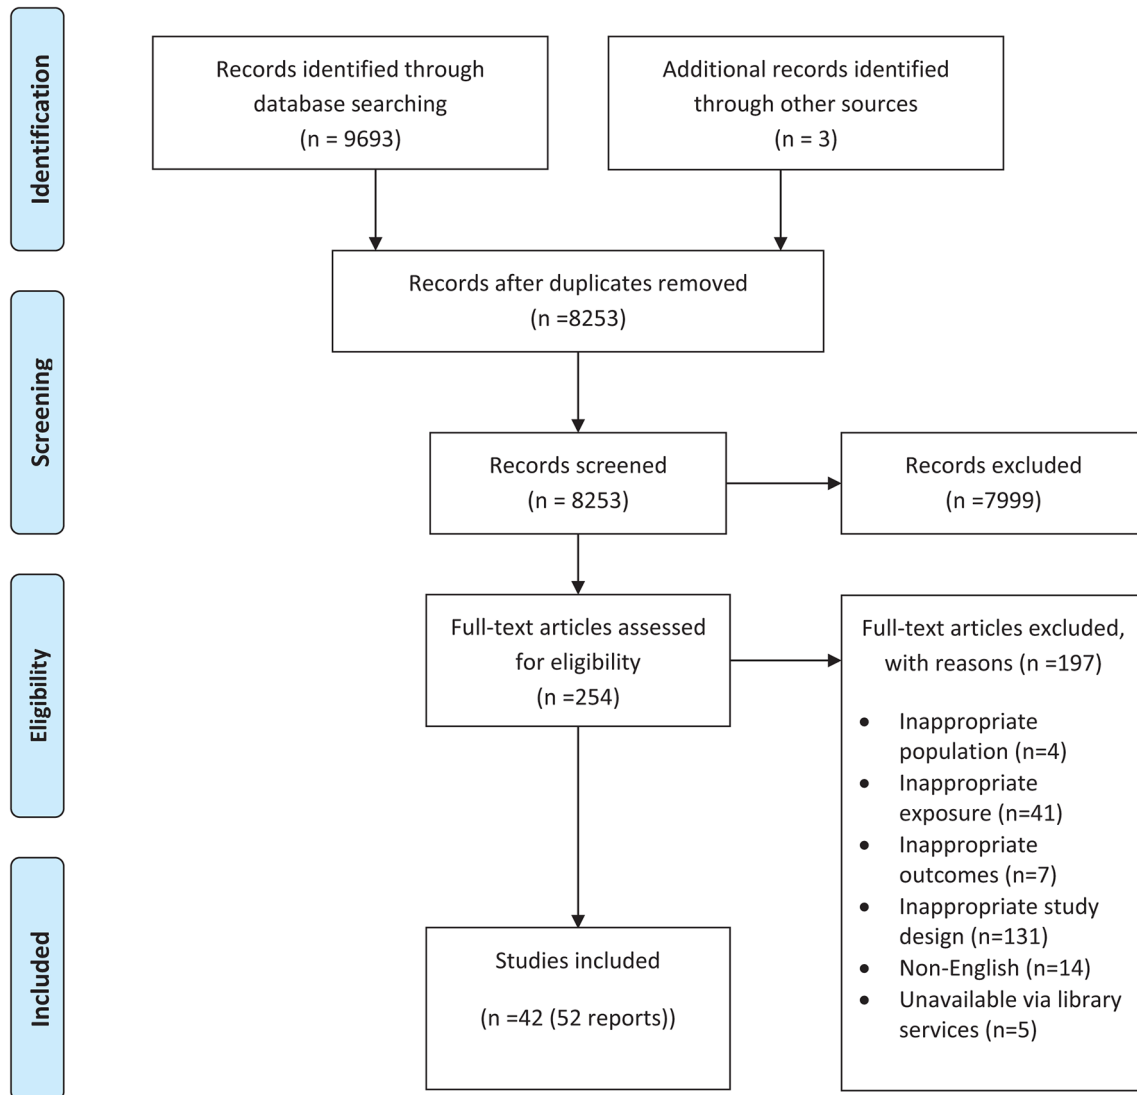 Identification
Records identified through
database searching
(n = 9693)
Additional records identified
through other sources
(n = 3)
Records after duplicates removed
(n =8253)
Screening
Records screened
(n = 8253)
Records excluded
(n =7999)
Eligibility
Full-text articles assessed
for eligibility
(n =254)
Full-text articles excluded,
with reasons (n =197)
• Inappropriate
population (n=4)
• Inappropriate
exposure (n=41)
• Inappropriate
outcomes (n=7)
• Inappropriate study
design (n=131)
• Non-English (n=14)
• Unavailable via library
services (n=5)
Included
Studies included
(n =42 (52 reports))